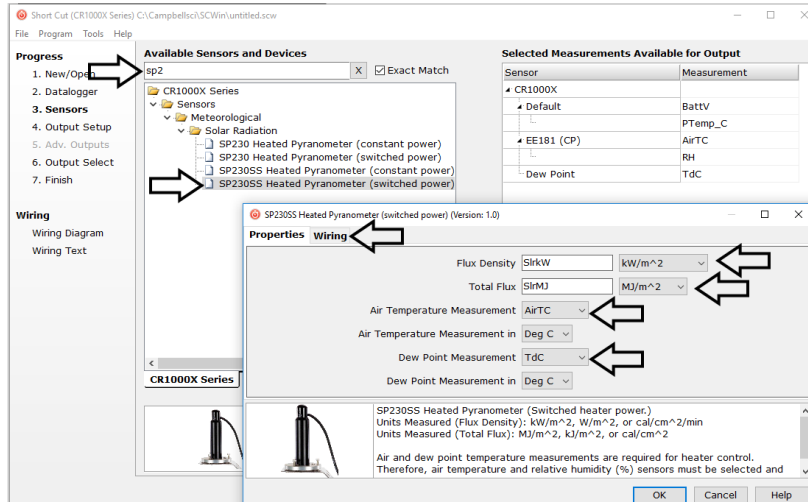 Short Cut (CR1000X Series) C:\Campbellsci\SCWin\untitled.scw
File Program Tools Help
Progress
1. New/Open
2. Datalogger
3. Sensors
4. Output Setup
5. Adv. Outputs
6. Output Select
7. Finish
Wiring
Wiring Diagram
Wiring Text
Available Sensors and Devices
sp2 X Exact Match
CR1000X Series
Sensors
Meteorological
Solar Radiation
SP230 Heated Pyranometer (constant power)
SP230 Heated Pyranometer (switched power)
SP230SS Heated Pyranometer (constant power)
SP230SS Heated Pyranometer (switched power)
CR1000X Series
Selected Measurements Available for Output
Sensor Measurement
CR1000X
Default BattV
PTemp_C
EE181 (CP) AirTC
RH
Dew Point TdC
SP230SS Heated Pyranometer (switched power) (Version: 1.0)
Properties Wiring
Flux Density SlrkW kW/m^2
Total Flux SlrMJ MJ/m^2
Air Temperature Measurement AirTC
Air Temperature Measurement in Deg C
Dew Point Measurement TdC
Dew Point Measurement in Deg C
SP230SS Heated Pyranometer (Switched heater power.)
Units Measured (Flux Density): kW/m^2, W/m^2, or cal/cm^2/min
Units Measured (Total Flux): MJ/m^2, kJ/m^2, or cal/cm^2
Air and dew point temperature measurements are required for heater control.
Therefore, air temperature and relative humidity (%) sensors must be selected and
OK Cancel Help